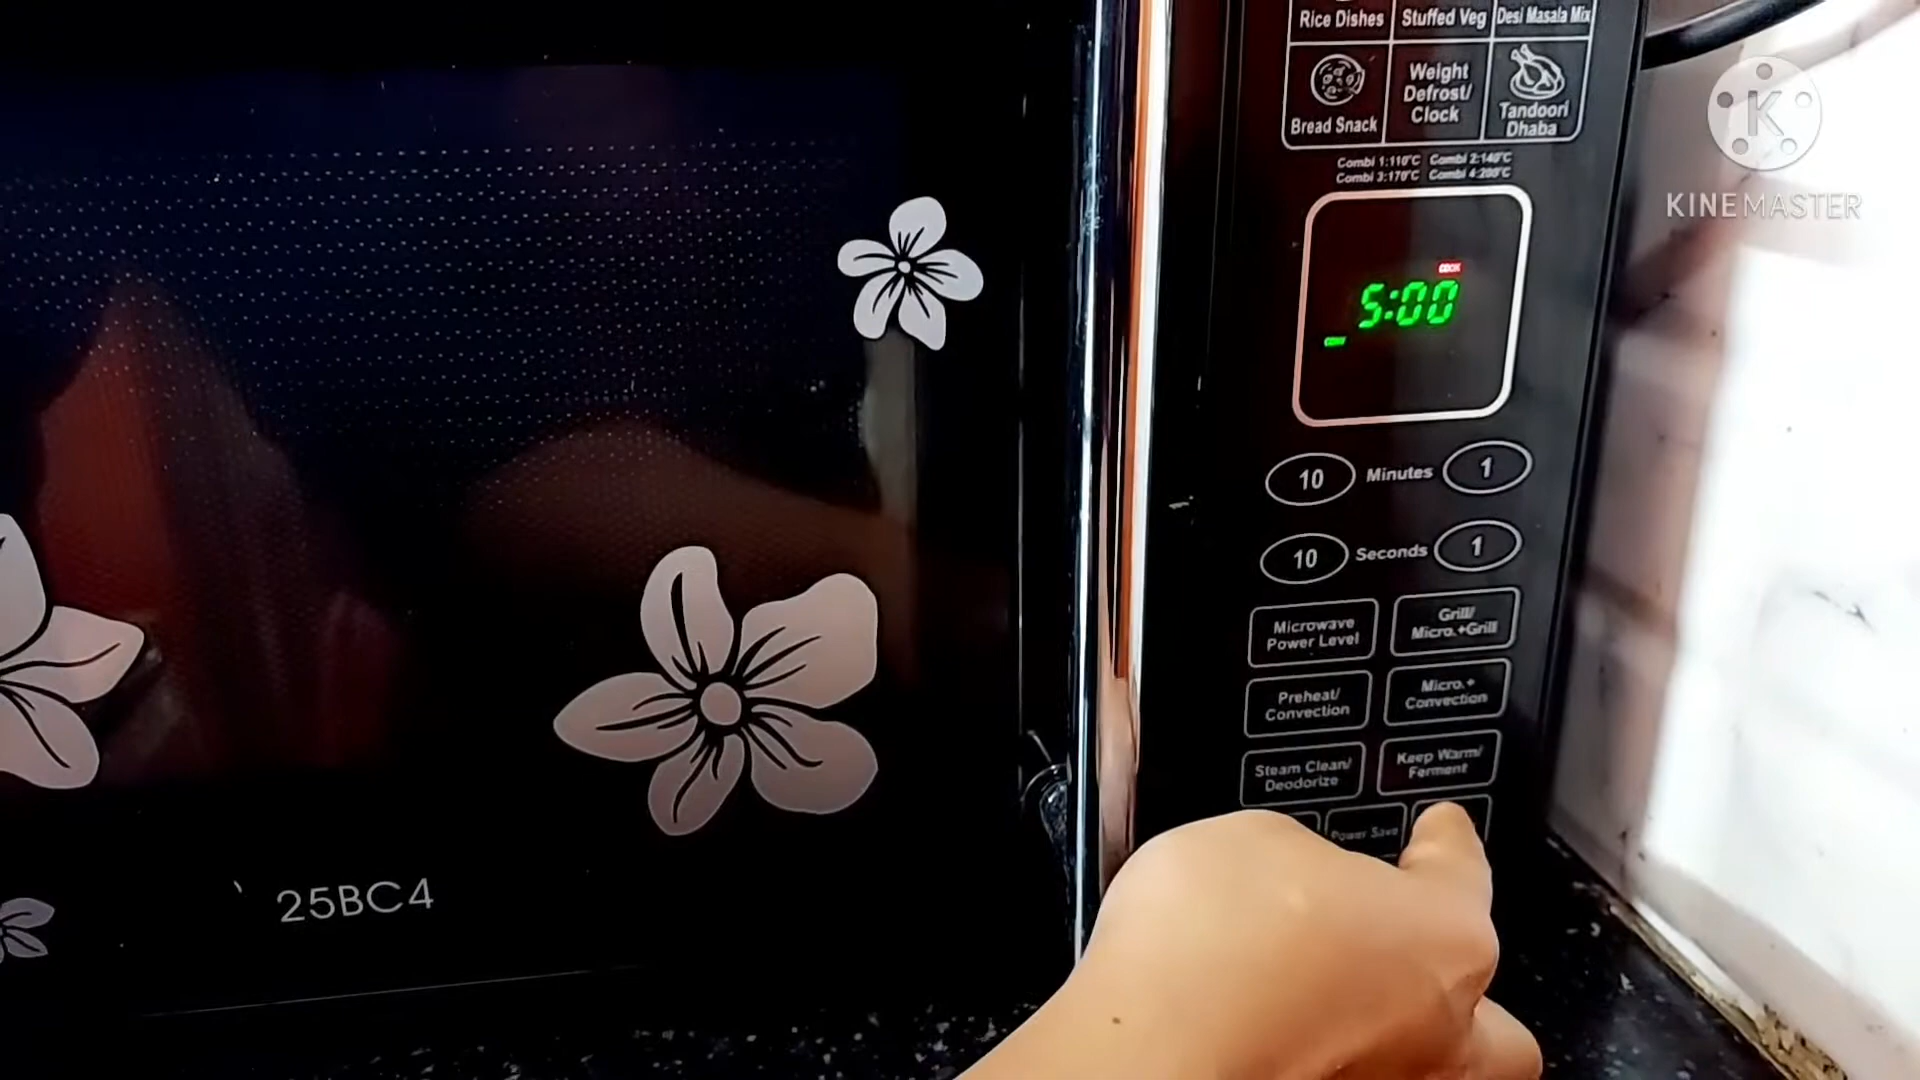 Rice Dishes
Stuffed Veg
Desi Masala Mix
Bread Snack
Weight
Defrost/
Clock
Tandoori
Dhaba
Combi 1:110°C Combi 2:140°C
Combi 3:170°C Combi 4:200°C
KINEMASTER
COOK
5:00
CONV
10 Minutes 1
10 Seconds 1
Microwave
Power Level
Grill/
Micro.+Grill
Preheat/
Convection
Micro.+
Convection
Steam Clean/
Deodorize
Keep Warm/
Ferment
Power Save
25BC4